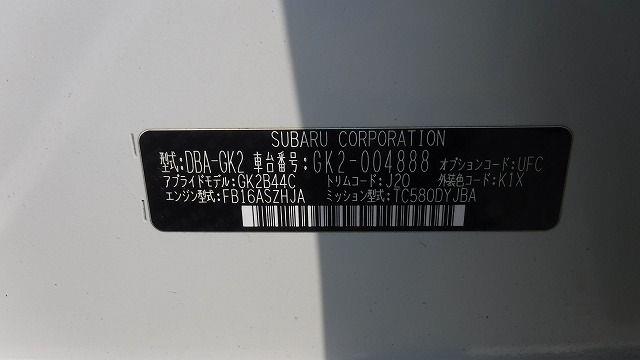 SUBARU CORPORATION
型式:DBA-GK2 車台番号:GK2-004888 オプションコード:UFC
アプライドモデル:GK2B44C トリムコード:J20 外装色コード:K1X
エンジン型式:FB16ASZHJA ミッション型式:TC580DYJBA